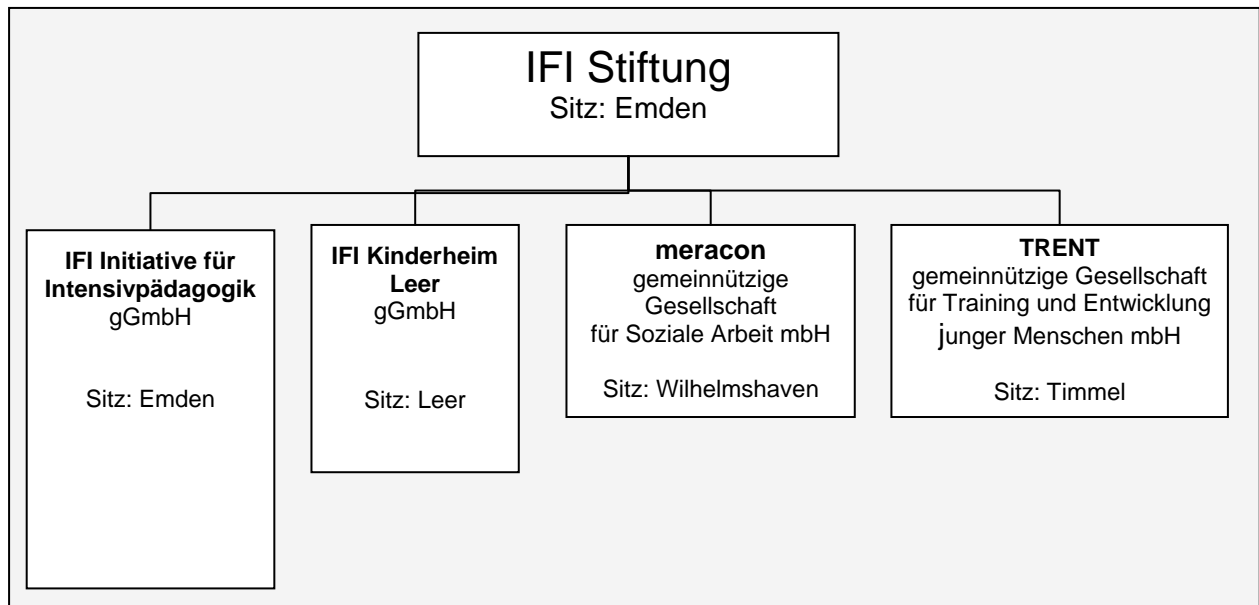 IFI Stiftung
Sitz: Emden
IFI Initiative für
Intensivpädagogik
gGmbH
Sitz: Emden
IFI Kinderheim
Leer
gGmbH
Sitz: Leer
meracon
gemeinnützige
Gesellschaft
für Soziale Arbeit mbH
Sitz: Wilhelmshaven
TRENT
gemeinnützige Gesellschaft
für Training und Entwicklung
junger Menschen mbH
Sitz: Timmel